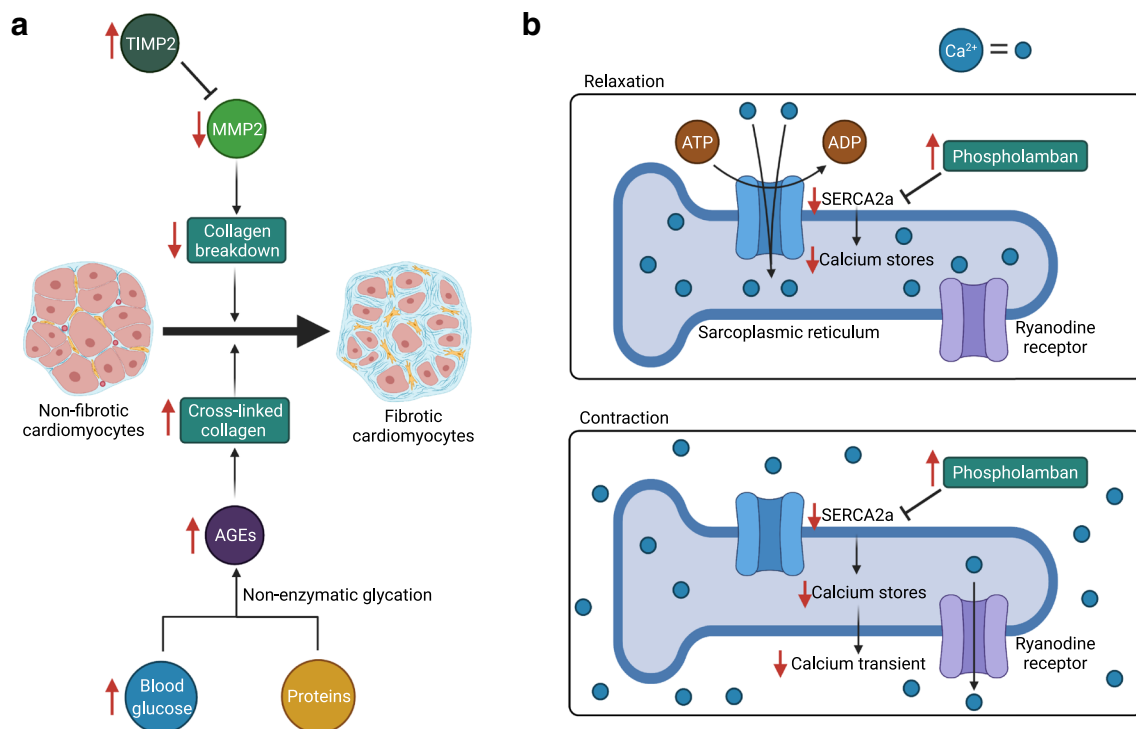 a
TIMP2
MMP2
Collagen
breakdown
Non-fibrotic
cardiomyocytes
Fibrotic
cardiomyocytes
Cross-linked
collagen
AGEs
Non-enzymatic glycation
Blood
glucose
Proteins
b
Ca²⁺
=
Relaxation
ATP
ADP
Phospholamban
SERCA2a
Calcium stores
Sarcoplasmic reticulum
Ryanodine
receptor
Contraction
Phospholamban
SERCA2a
Calcium stores
Calcium transient
Ryanodine
receptor